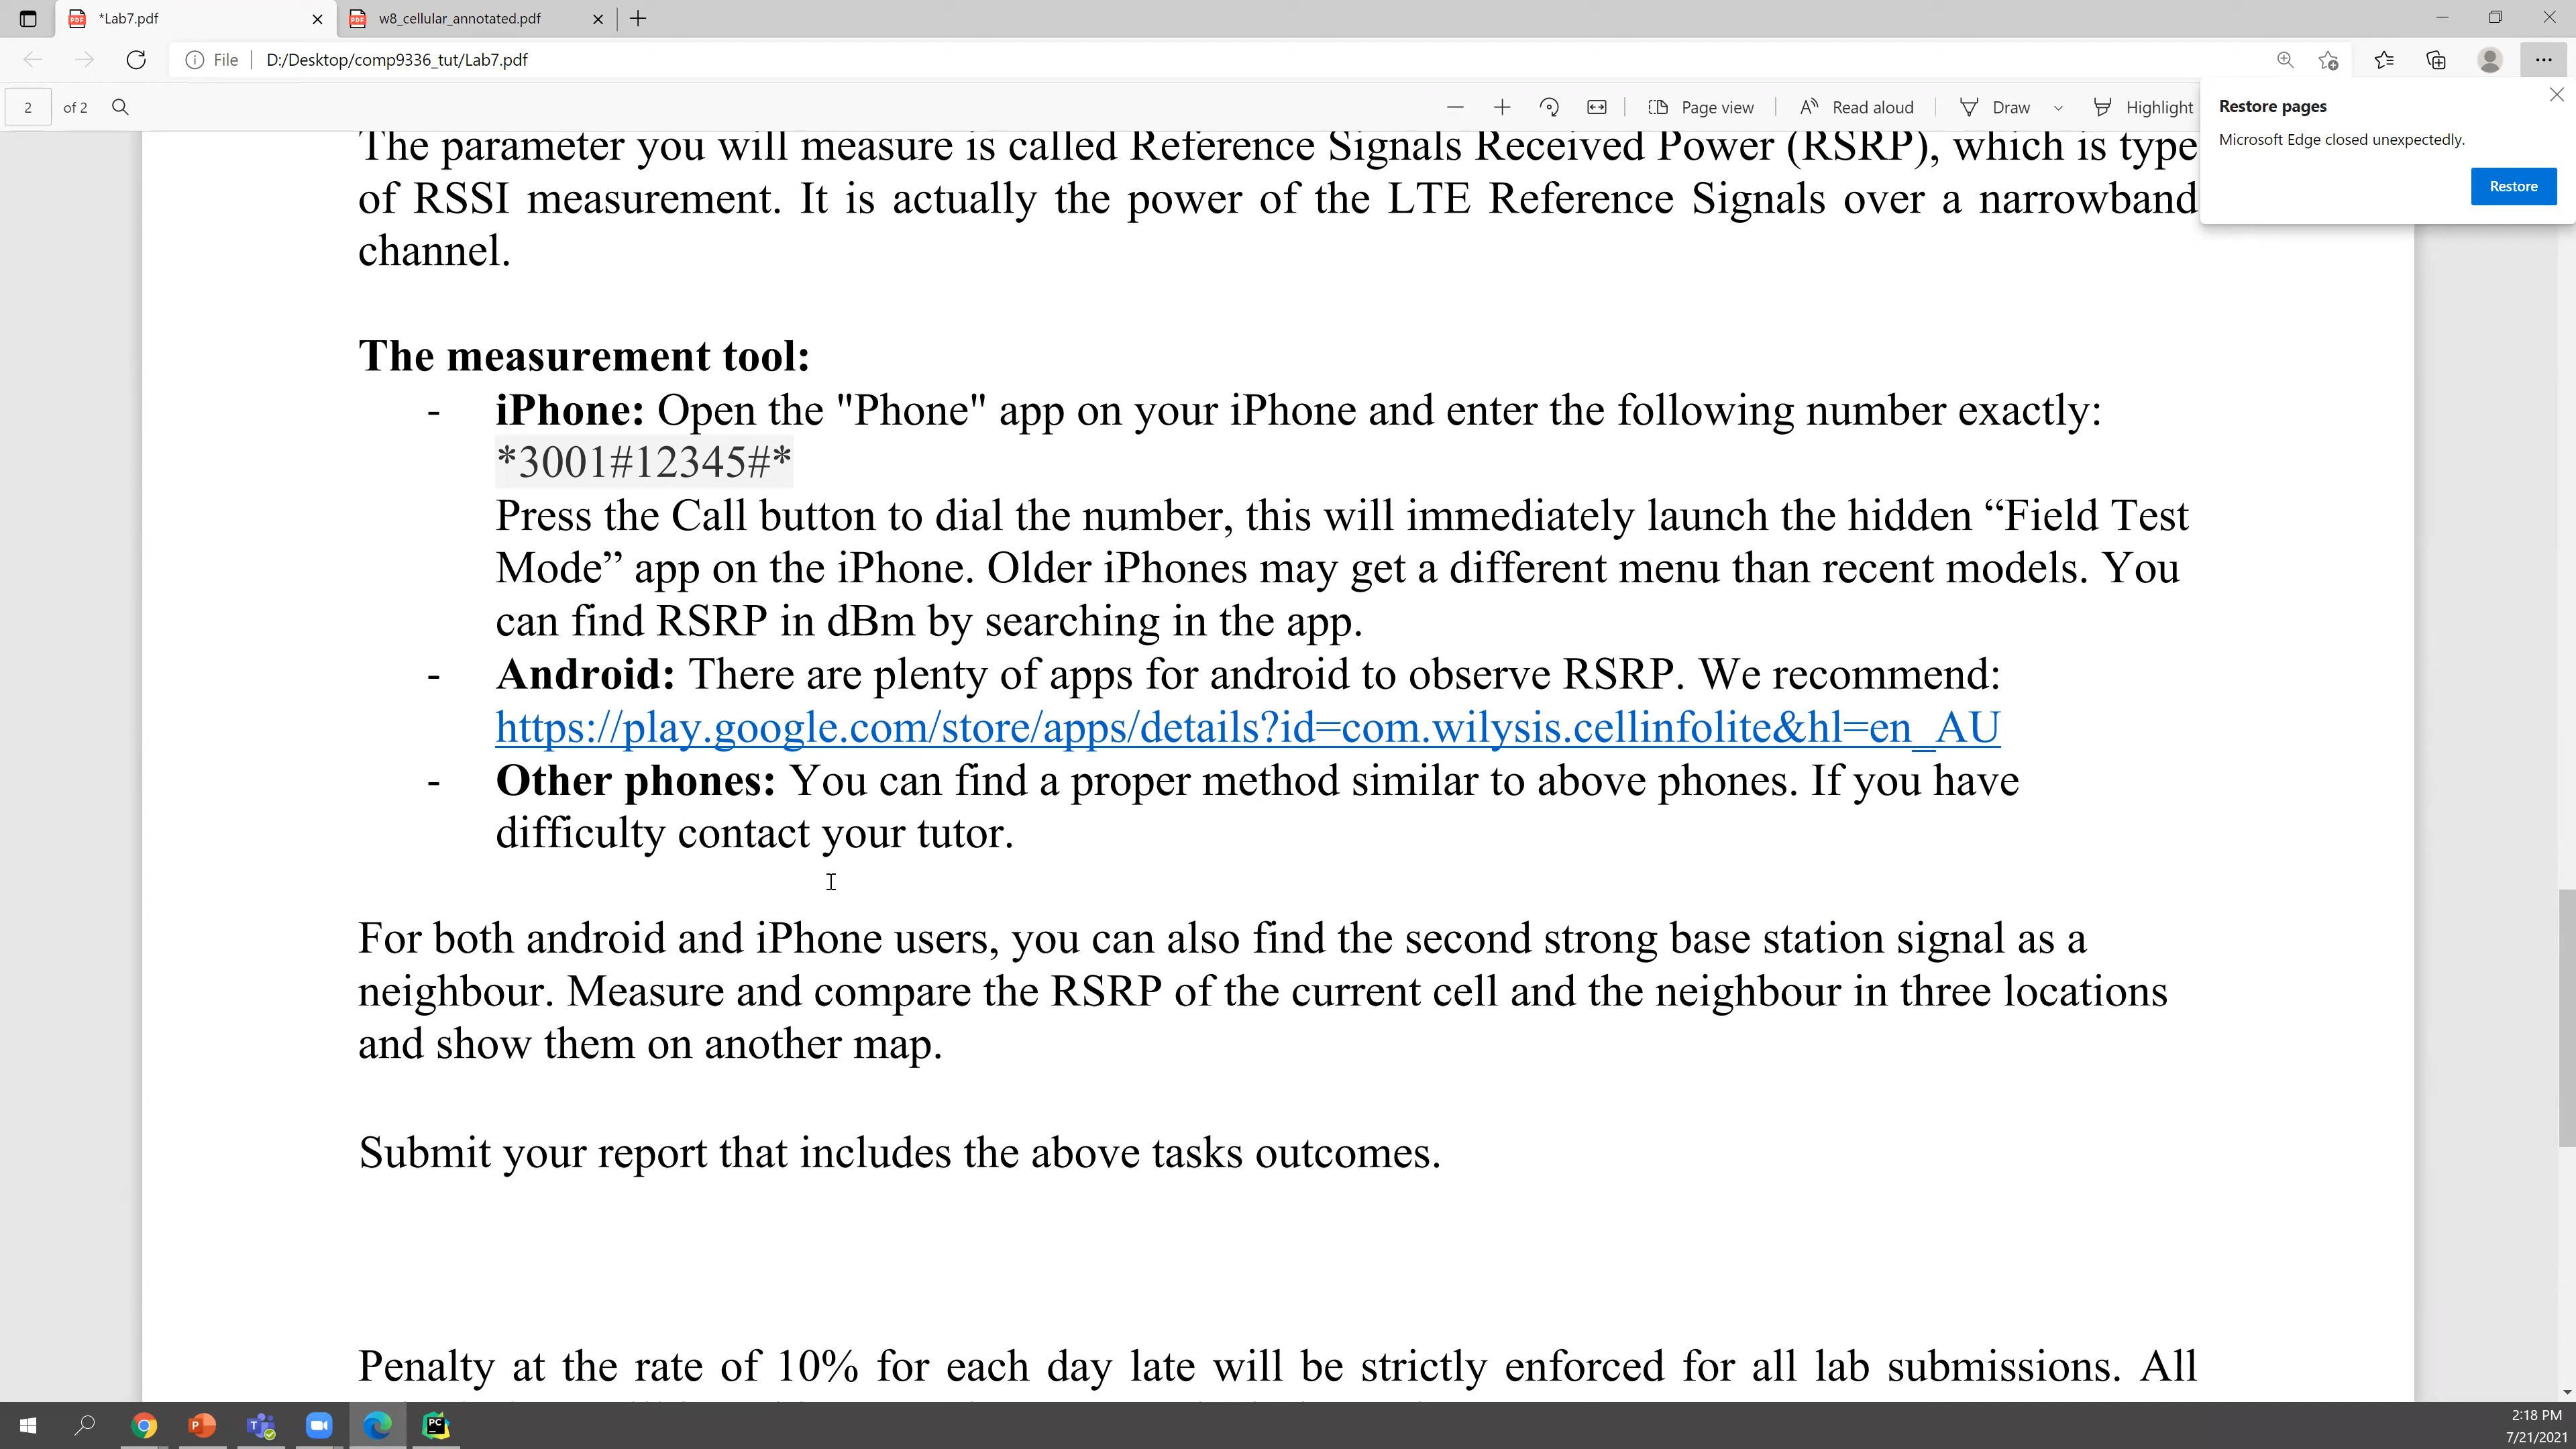 *Lab7.pdf
w8_cellular_annotated.pdf
File
D:/Desktop/comp9336_tut/Lab7.pdf
2 of 2
Page view
Read aloud
Draw
Highlight
Restore pages
Microsoft Edge closed unexpectedly.
Restore
The parameter you will measure is called Reference Signals Received Power (RSRP), which is type
of RSSI measurement. It is actually the power of the LTE Reference Signals over a narrowband
channel.
The measurement tool:
- iPhone: Open the "Phone" app on your iPhone and enter the following number exactly:
*3001#12345#*
Press the Call button to dial the number, this will immediately launch the hidden “Field Test
Mode” app on the iPhone. Older iPhones may get a different menu than recent models. You
can find RSRP in dBm by searching in the app.
- Android: There are plenty of apps for android to observe RSRP. We recommend:
https://play.google.com/store/apps/details?id=com.wilysis.cellinfolite&hl=en_AU
- Other phones: You can find a proper method similar to above phones. If you have
difficulty contact your tutor.
For both android and iPhone users, you can also find the second strong base station signal as a
neighbour. Measure and compare the RSRP of the current cell and the neighbour in three locations
and show them on another map.
Submit your report that includes the above tasks outcomes.
Penalty at the rate of 10% for each day late will be strictly enforced for all lab submissions. All
2:18 PM
7/21/2021